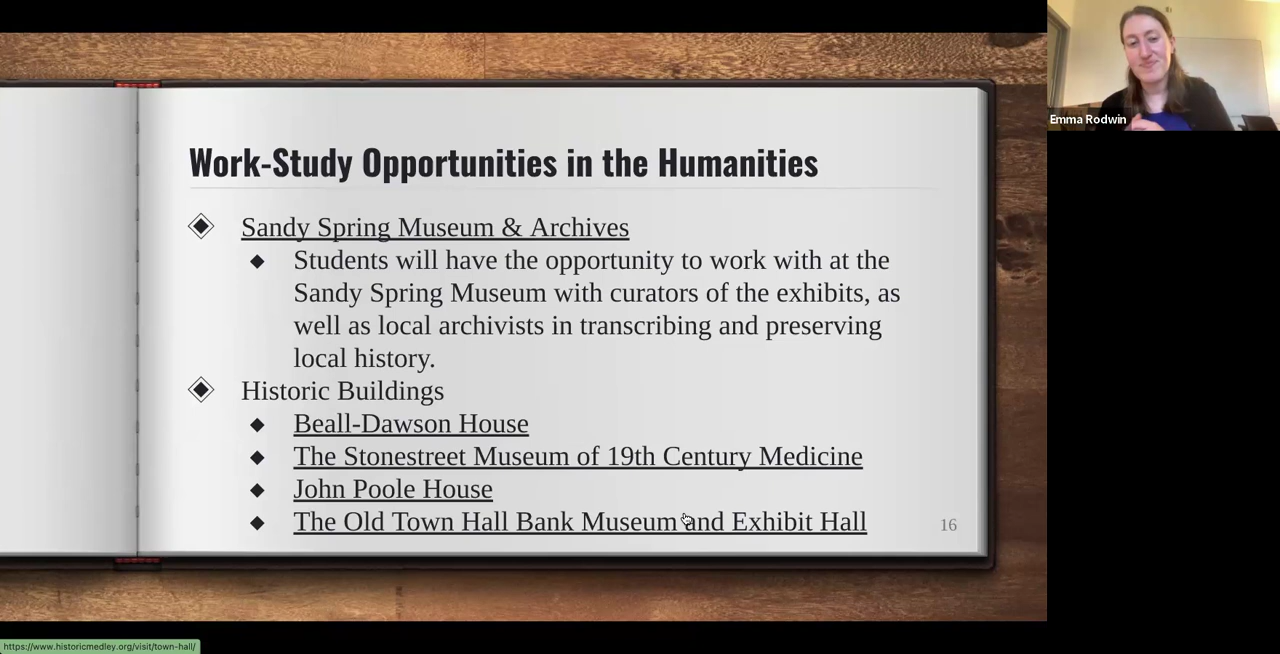 Work-Study Opportunities in the Humanities
Sandy Spring Museum & Archives
Students will have the opportunity to work with at the
Sandy Spring Museum with curators of the exhibits, as
well as local archivists in transcribing and preserving
local history.
Historic Buildings
Beall-Dawson House
The Stonestreet Museum of 19th Century Medicine
John Poole House
The Old Town Hall Bank Museum and Exhibit Hall
16
Emma Rodwin
https://www.historicmedley.org/visit/town-hall/